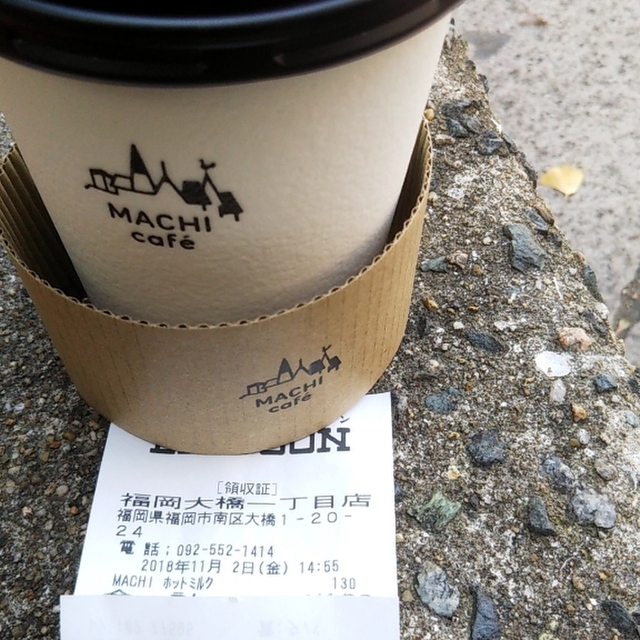 MACHI
café
MACHI
café
[領収証]
福岡大橋一丁目店
福岡県福岡市南区大橋1-20-
24
電話:092-552-1414
2018年11月 2日(金) 14:55
MACHI ホットミルク 130